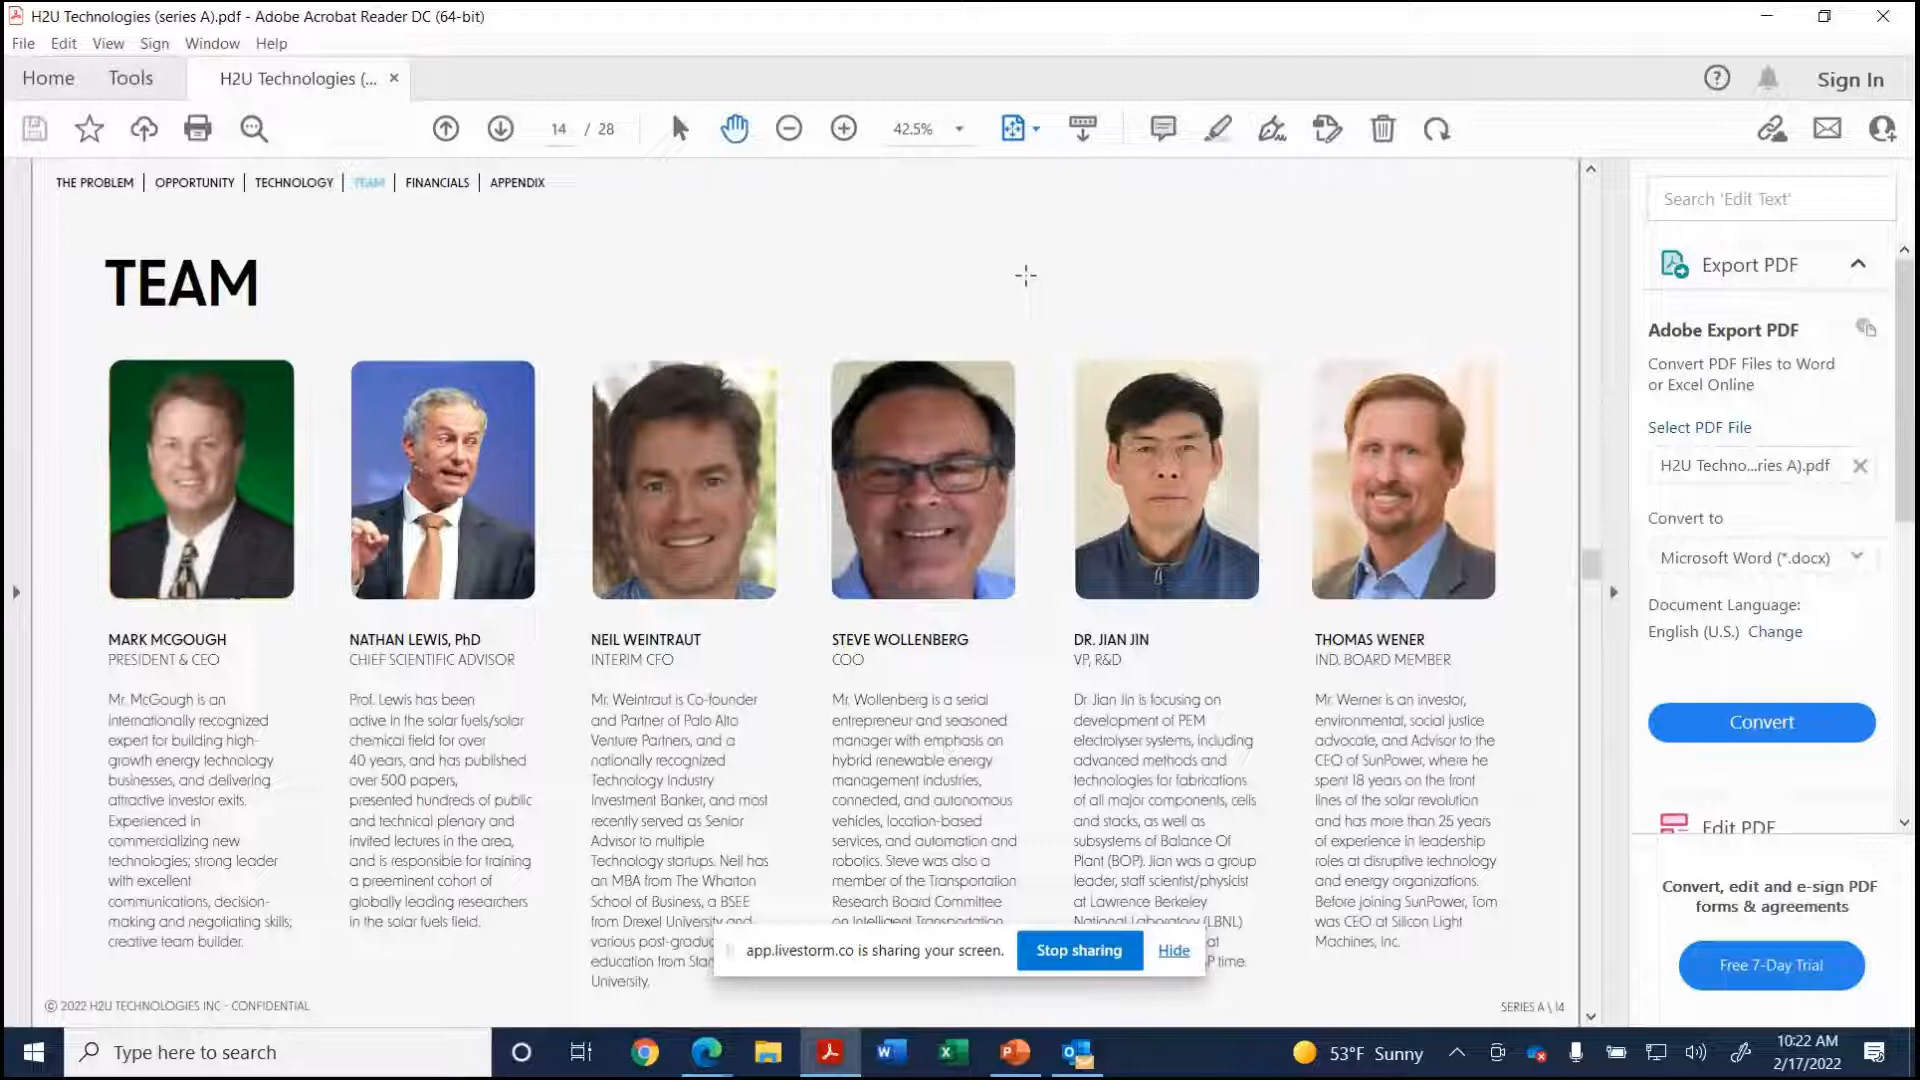 H2U Technologies (series A).pdf - Adobe Acrobat Reader DC (64-bit)
File Edit View Sign Window Help
Home Tools H2U Technologies (... × Sign In
14 / 28 42.5%
THE PROBLEM | OPPORTUNITY | TECHNOLOGY | TEAM | FINANCIALS | APPENDIX
TEAM
MARK MCGOUGH
PRESIDENT & CEO
Mr. McGough is an
internationally recognized
expert for building high-
growth energy technology
businesses, and delivering
attractive investor exits.
Experienced in
commercializing new
technologies; strong leader
with excellent
communications, decision-
making and negotiating skills;
creative team builder.
NATHAN LEWIS, PhD
CHIEF SCIENTIFIC ADVISOR
Prof. Lewis has been
active in the solar fuels/solar
chemical field for over
40 years, and has published
over 500 papers,
presented hundreds of public
and technical plenary and
invited lectures in the area,
and is responsible for training
a preeminent cohort of
globally leading researchers
in the solar fuels field.
NEIL WEINTRAUT
INTERIM CFO
Mr. Weintraut is Co-founder
and Partner of Palo Alto
Venture Partners, and a
nationally recognized
Technology Industry
Investment Banker, and most
recently served as Senior
Advisor to multiple
Technology startups. Neil has
an MBA from The Wharton
School of Business, a BSEE
from Drexel University and
various post-gradu
education from Stan
University.
STEVE WOLLENBERG
COO
Mr. Wollenberg is a serial
entrepreneur and seasoned
manager with emphasis on
hybrid renewable energy
management industries,
connected, and autonomous
vehicles, location-based
services, and automation and
robotics. Steve was also a
member of the Transportation
Research Board Committee
on Intelligent Transportation
DR. JIAN JIN
VP, R&D
Dr Jian Jin is focusing on
development of PEM
electrolyser systems, including
advanced methods and
technologies for fabrications
of all major components, cells
and stacks, as well as
subsystems of Balance Of
Plant (BOP). Jian was a group
leader, staff scientist/physicist
at Lawrence Berkeley
National Laboratory (LBNL)
at
P time.
THOMAS WENER
IND. BOARD MEMBER
Mr. Werner is an investor,
environmental, social justice
advocate, and Advisor to the
CEO of SunPower, where he
spent 18 years on the front
lines of the solar revolution
and has more than 25 years
of experience in leadership
roles at disruptive technology
and energy organizations.
Before joining SunPower, Tom
was CEO at Silicon Light
Machines, Inc.
© 2022 H2U TECHNOLOGIES INC - CONFIDENTIAL
SERIES A \ 14
app.livestorm.co is sharing your screen. Stop sharing Hide
Search 'Edit Text'
Export PDF
Adobe Export PDF
Convert PDF Files to Word
or Excel Online
Select PDF File
H2U Techno...ries A).pdf
Convert to
Microsoft Word (*.docx)
Document Language:
English (U.S.) Change
Convert
Edit PDF
Convert, edit and e-sign PDF
forms & agreements
Free 7-Day Trial
Type here to search
53°F Sunny
10:22 AM
2/17/2022